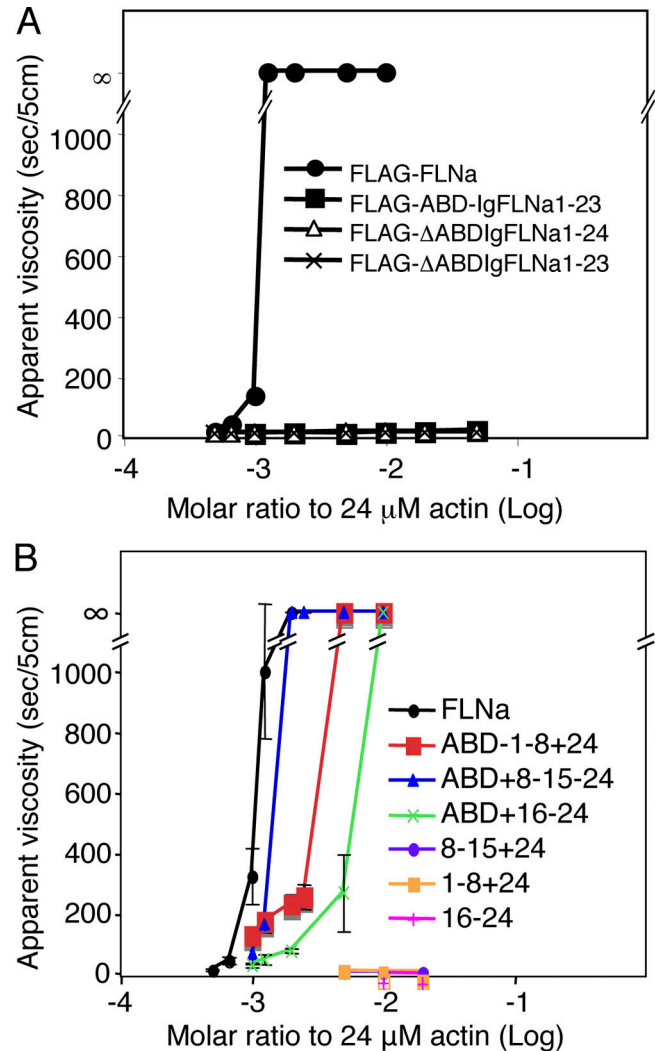 A
Apparent viscosity (sec/5cm)
∞
1000
800
600
400
200
0
FLAG-FLNa
FLAG-ABD-IgFLNa1-23
FLAG-ΔABDIgFLNa1-24
FLAG-ΔABDIgFLNa1-23
-4 -3 -2 -1
Molar ratio to 24 μM actin (Log)
B
Apparent viscosity (sec/5cm)
∞
1000
800
600
400
200
0
FLNa
ABD-1-8+24
ABD+8-15-24
ABD+16-24
8-15+24
1-8+24
16-24
-4 -3 -2 -1
Molar ratio to 24 μM actin (Log)